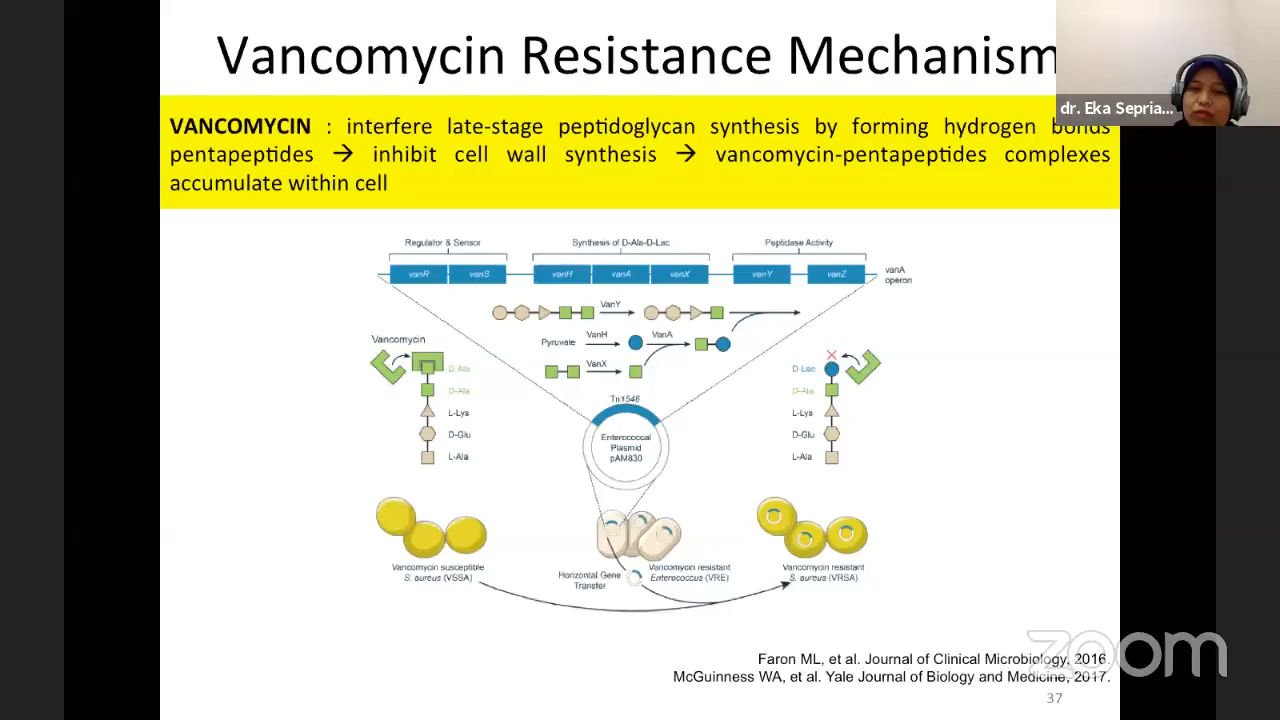 Vancomycin Resistance Mechanism
dr. Eka Sepria...
VANCOMYCIN : interfere late-stage peptidoglycan synthesis by forming hydrogen bonds
pentapeptides → inhibit cell wall synthesis → vancomycin-pentapeptides complexes
accumulate within cell
Regulator & Sensor
Synthesis of D-Ala-D-Lac
Peptidase Activity
vanR
vanS
vanH
vanA
vanX
vanY
vanZ
vanA
operon
VanY
Pyruvate
VanH
VanA
VanX
Vancomycin
D-Ala
D-Ala
L-Lys
D-Glu
L-Ala
D-Lac
D-Ala
L-Lys
D-Glu
L-Ala
Tn1546
Enterococcal
Plasmid
pAM830
Vancomycin susceptible
S. aureus (VSSA)
Horizontal Gene
Transfer
Vancomycin resistant
Enterococcus (VRE)
Vancomycin resistant
S. aureus (VRSA)
Faron ML, et al. Journal of Clinical Microbiology, 2016.
McGuinness WA, et al. Yale Journal of Biology and Medicine, 2017.
37
zoom